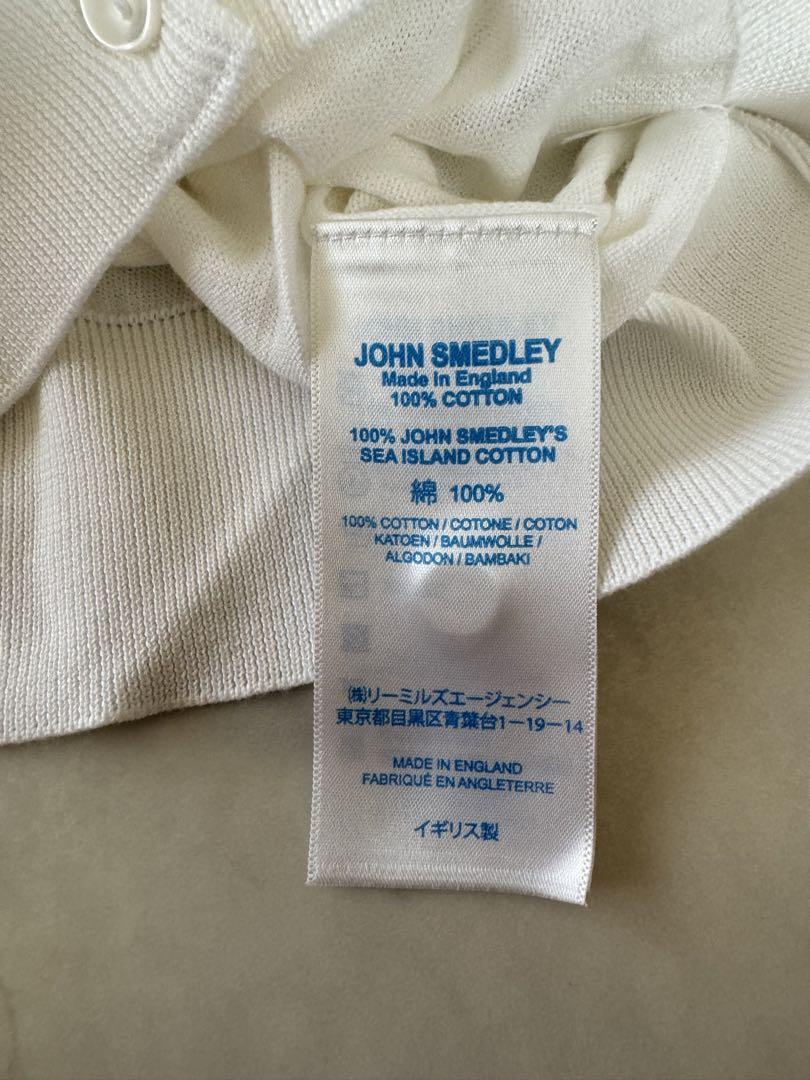 JOHN SMEDLEY
Made In England
100% COTTON
100% JOHN SMEDLEY'S
SEA ISLAND COTTON
綿 100%
100% COTTON / COTONE / COTON
KATOEN / BAUMWOLLE /
ALGODON / BAMBAKI
㈱リーミルズエージェンシー
東京都目黒区青葉台1-19-14
MADE IN ENGLAND
FABRIQUÉ EN ANGLETERRE
イギリス製